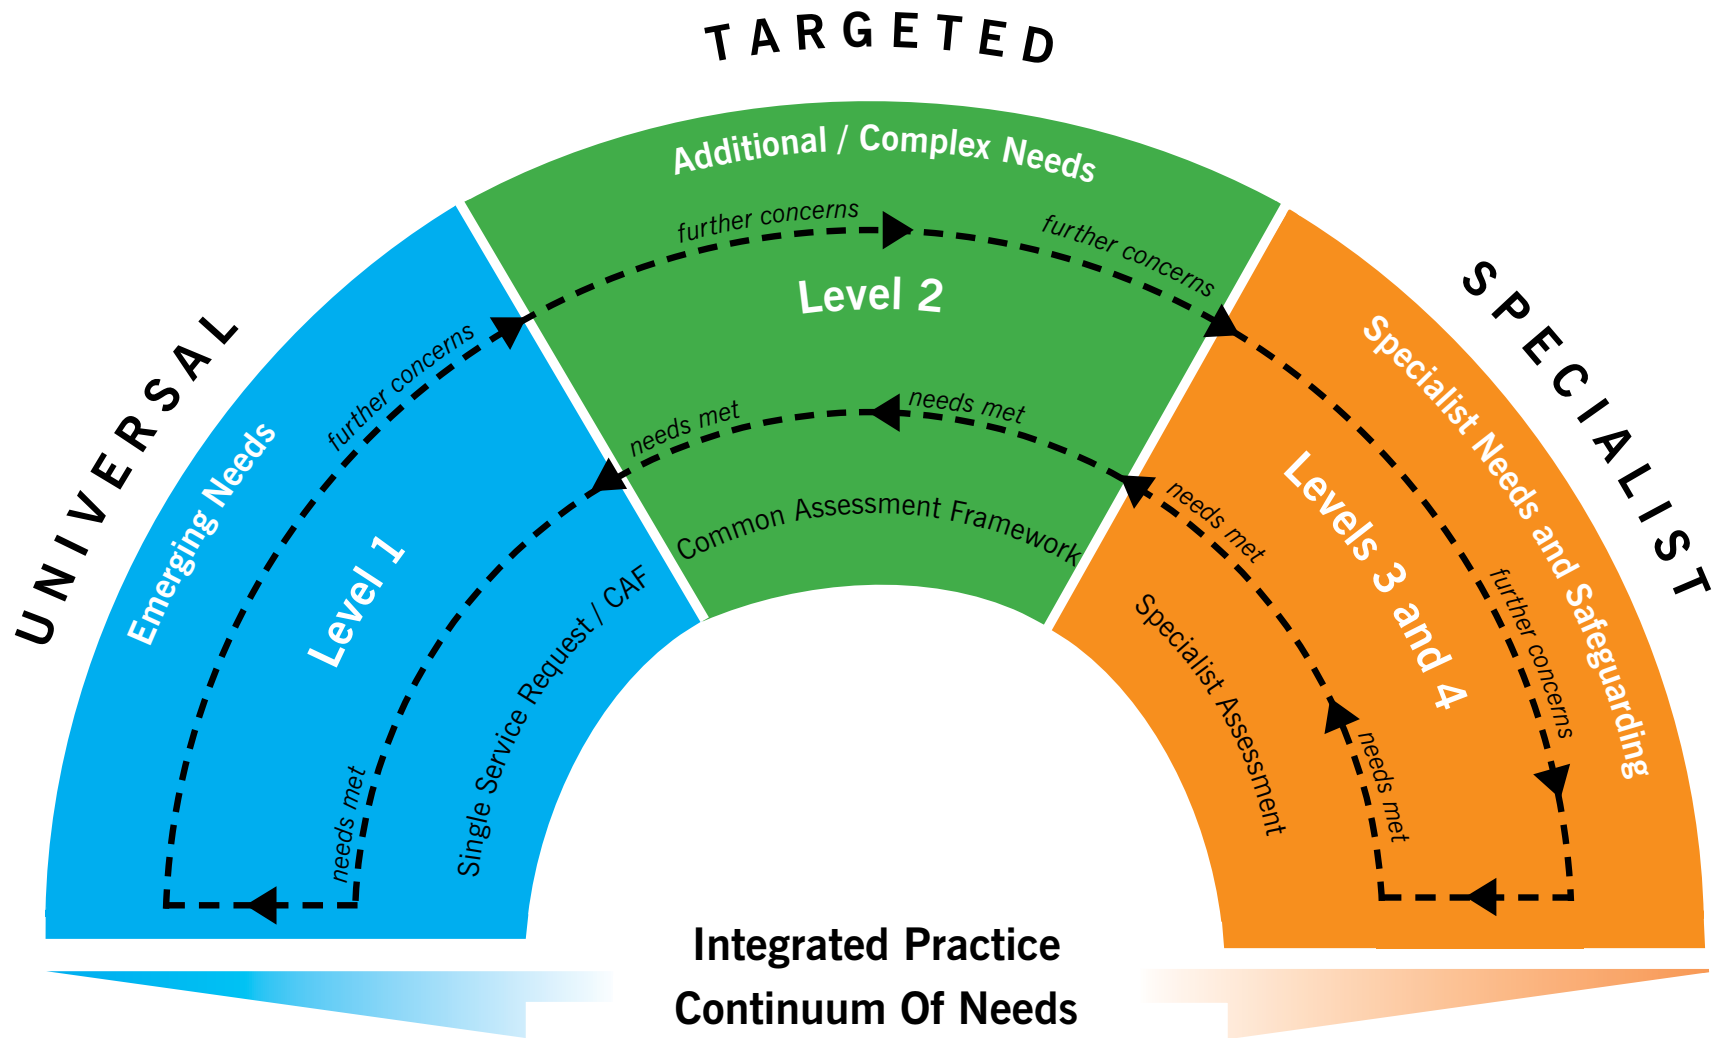 TARGETED
UNIVERSAL
SPECIALIST
Additional / Complex Needs
further concerns
further concerns
Level 2
needs met
needs met
Common Assessment Framework
Emerging Needs
further concerns
Level 1
needs met
Single Service Request / CAF
Specialist Needs and Safeguarding
Levels 3 and 4
further concerns
needs met
needs met
Specialist Assessment
Integrated Practice
Continuum Of Needs